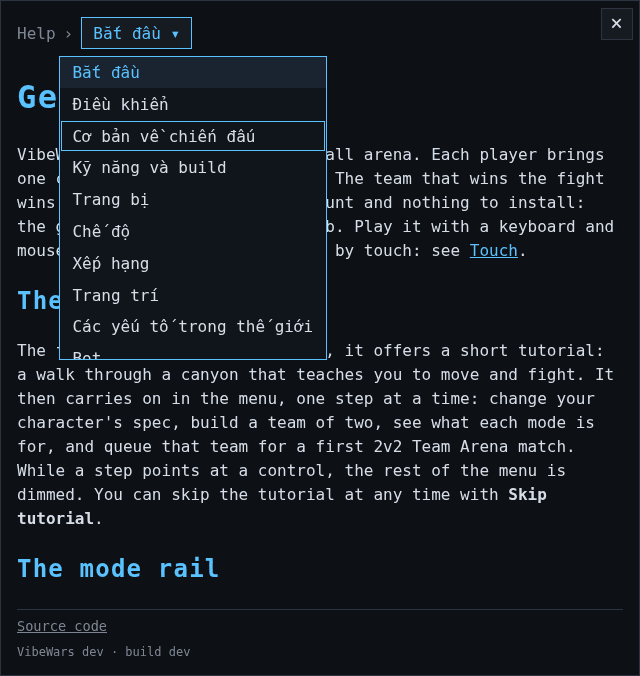 Help › Bắt đầu ▾
×
Ge
Bắt đầu
Điều khiển
Cơ bản về chiến đấu
Kỹ năng và build
Trang bị
Chế độ
Xếp hạng
Trang trí
Các yếu tố trong thế giới
Bot
all arena. Each player brings
one The team that wins the fight
wins unt and nothing to install:
the Play it with a keyboard and
by touch: see Touch.
The
The it offers a short tutorial:
a walk through a canyon that teaches you to move and fight. It
then carries on in the menu, one step at a time: change your
character's spec, build a team of two, see what each mode is
for, and queue that team for a first 2v2 Team Arena match.
While a step points at a control, the rest of the menu is
dimmed. You can skip the tutorial at any time with Skip
tutorial.
The mode rail
Source code
VibeWars dev · build dev